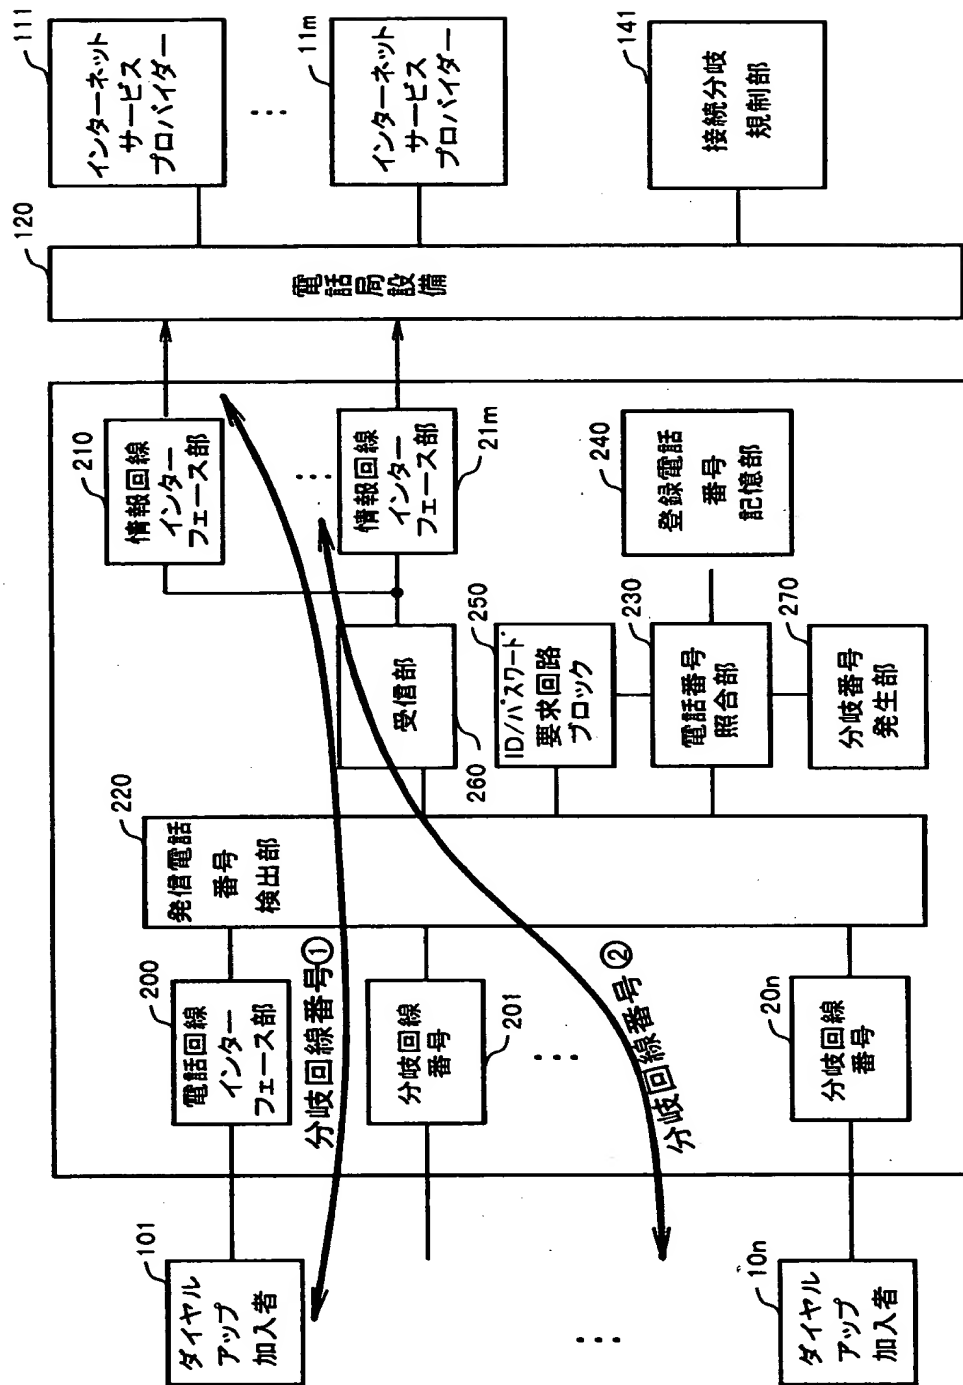 111
インターネット
サービス
プロバイダー
⋮
11m
インターネット
サービス
プロバイダー
141
接続分岐
規制部
120
電話局設備
210
情報回線
インター
フェース部
⋮
21m
情報回線
インター
フェース部
240
登録電話
番号
記憶部
260
受信部
250
ID/パスワード
要求回路
ブロック
230
電話番号
照合部
270
分岐番号
発生部
220
発信電話
番号
検出部
200
電話回線
インター
フェース部
分岐回線番号①
201
分岐回線
番号
⋮
分岐回線番号②
20n
分岐回線
番号
101
ダイヤル
アップ
加入者
⋮
10n
ダイヤル
アップ
加入者